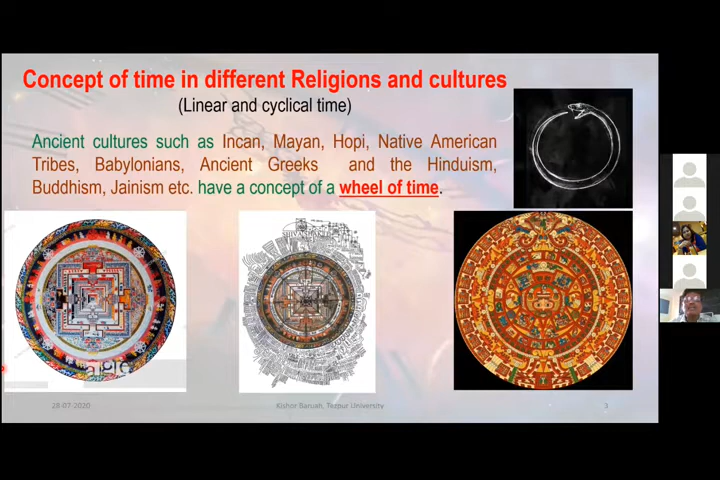 Concept of time in different Religions and cultures
(Linear and cyclical time)
Ancient cultures such as Incan, Mayan, Hopi, Native American
Tribes, Babylonians, Ancient Greeks and the Hinduism,
Buddhism, Jainism etc. have a concept of a wheel of time.
28-07-2020
Kishor Baruah, Tezpur University
3